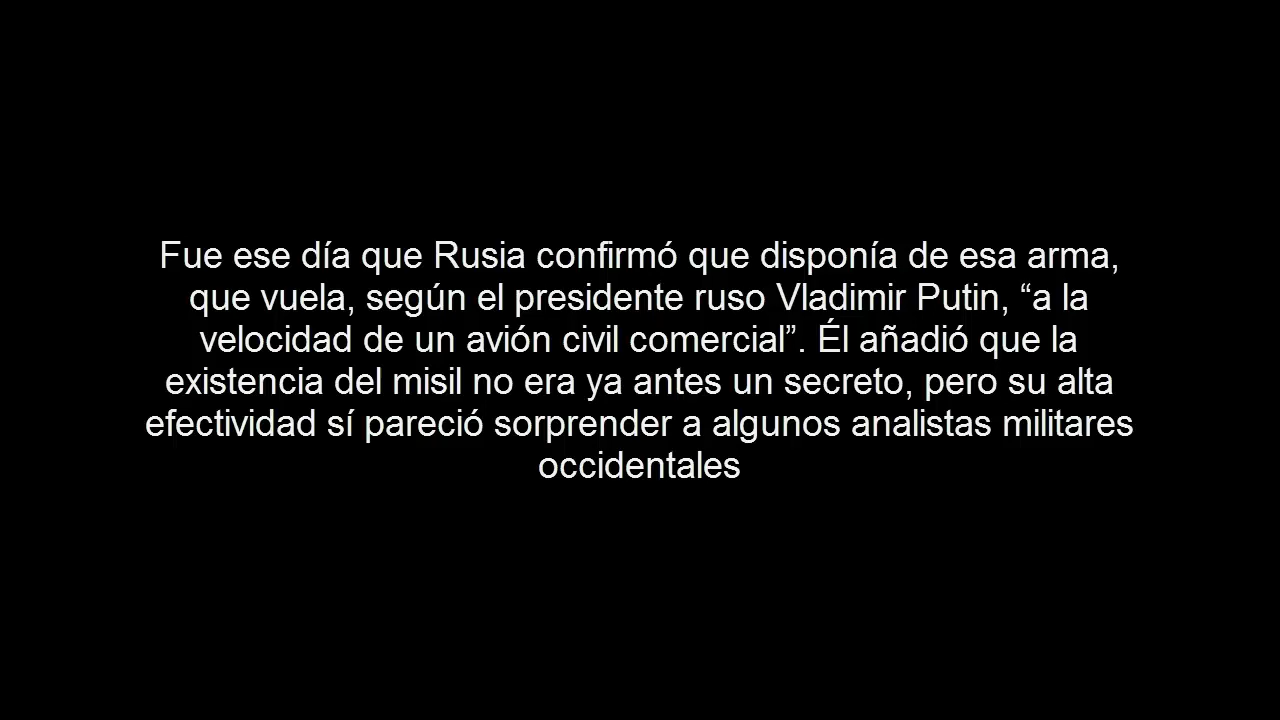 Fue ese día que Rusia confirmó que disponía de esa arma,
que vuela, según el presidente ruso Vladimir Putin, “a la
velocidad de un avión civil comercial”. Él añadió que la
existencia del misil no era ya antes un secreto, pero su alta
efectividad sí pareció sorprender a algunos analistas militares
occidentales